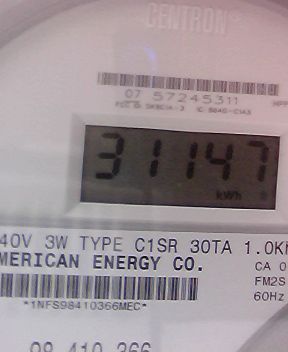 CENTRON®
07 57245311
31147
kWh
40V 3W TYPE C1SR 30TA 1.0K
MERICAN ENERGY CO.
CA 0
FM2S
60Hz
*1NFS98410366MEC*
98 410 366